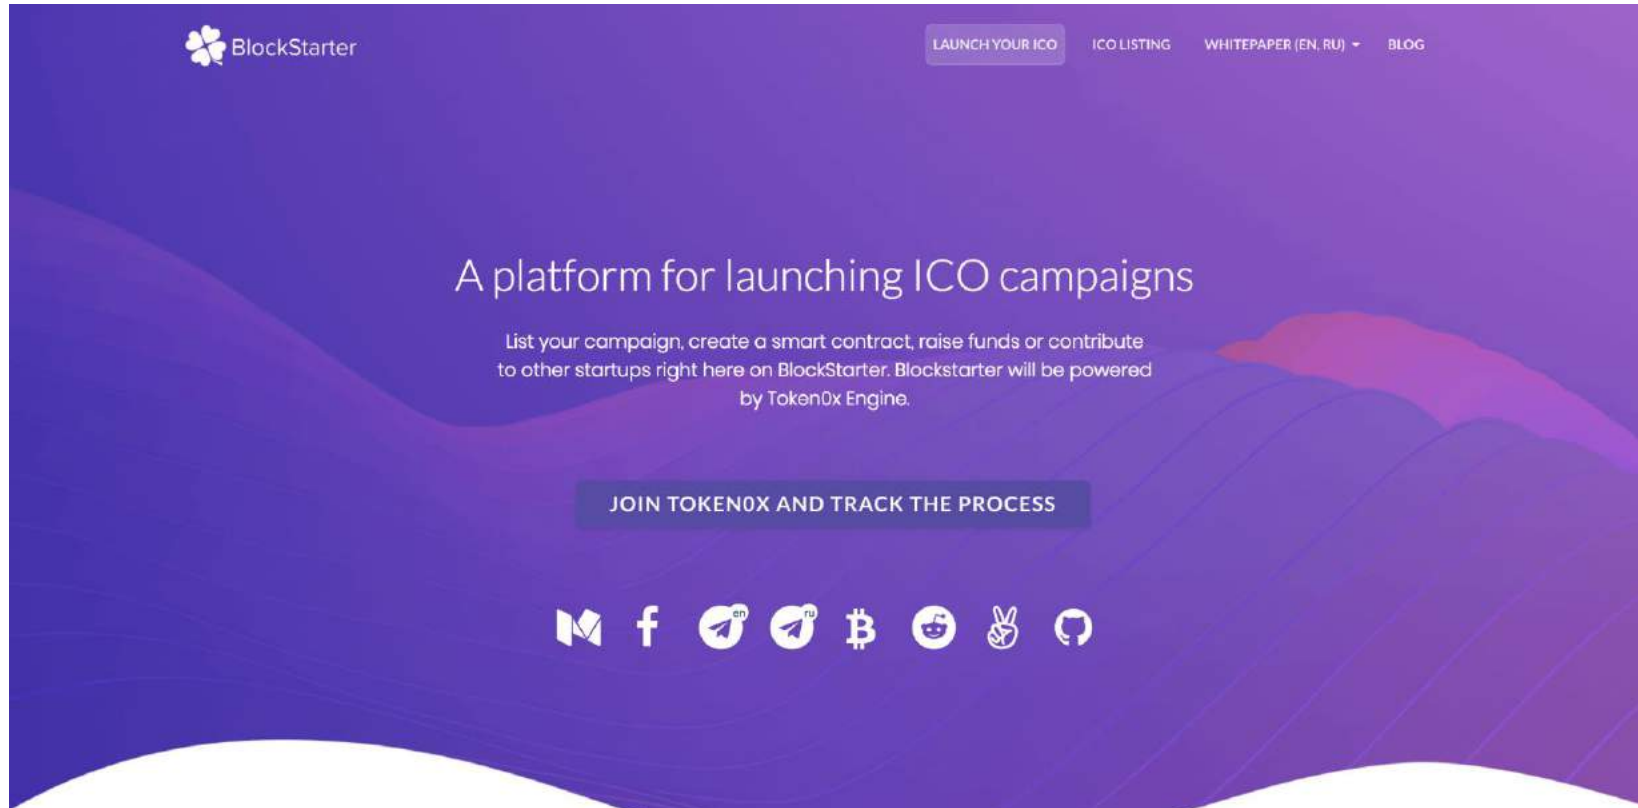 BlockStarter
LAUNCH YOUR ICO
ICO LISTING
WHITEPAPER (EN, RU)
BLOG
A platform for launching ICO campaigns
List your campaign, create a smart contract, raise funds or contribute
to other startups right here on BlockStarter. Blockstarter will be powered
by Token0x Engine.
JOIN TOKEN0X AND TRACK THE PROCESS
en
ru